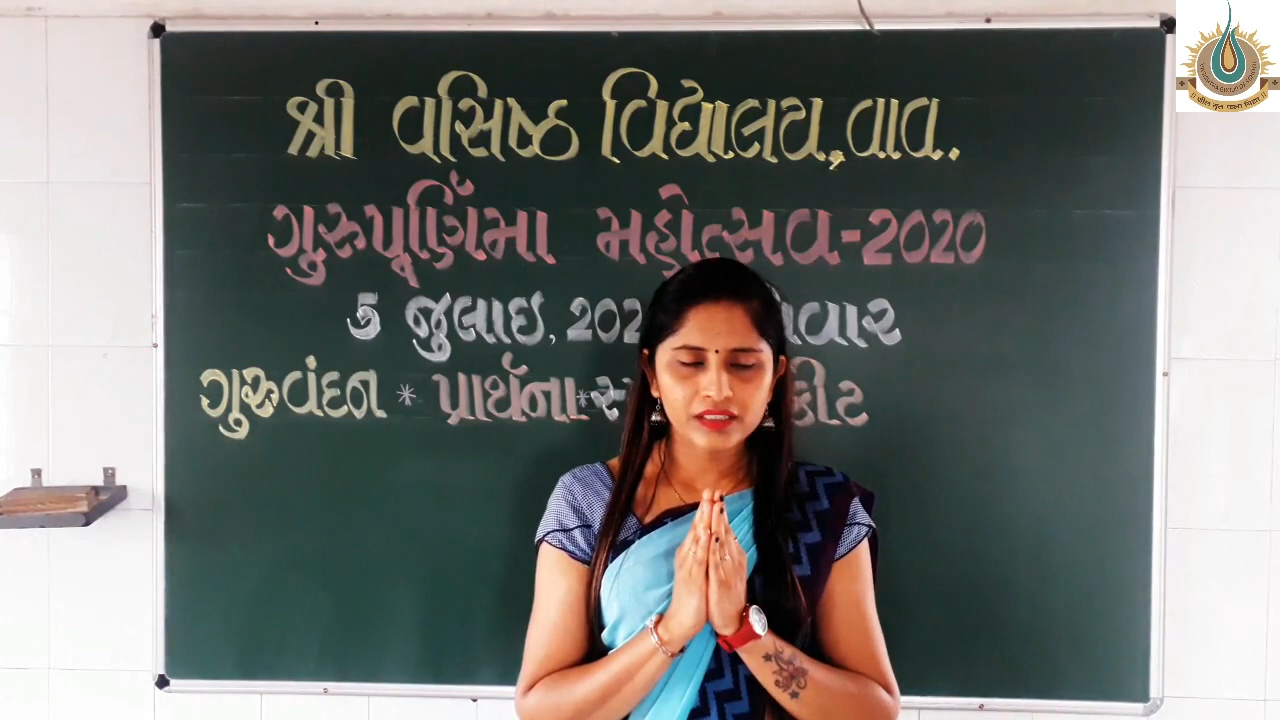 શ્રી વસિષ્ઠ વિદ્યાલય,વાવ.
ગુરુપૂર્ણિમા મહોત્સવ-2020
5 જુલાઇ, 202
ગુરુવંદન * પ્રાર્થના *